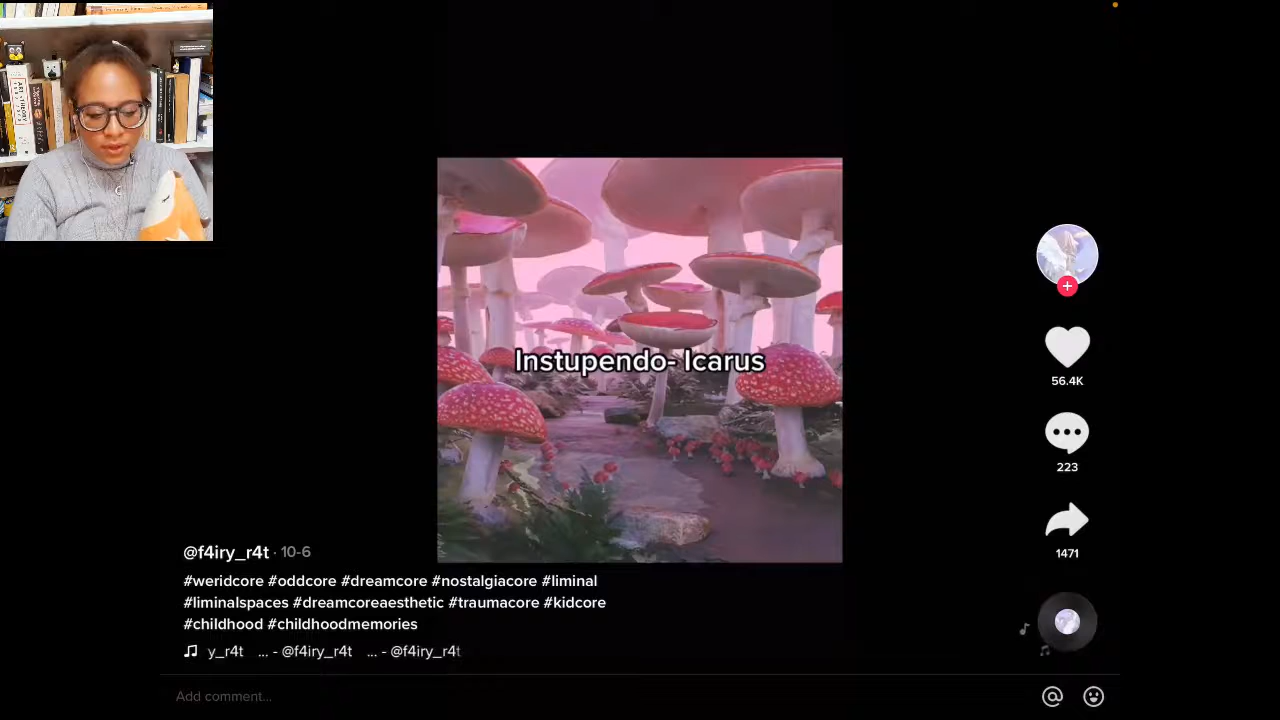 Instupendo- Icarus
56.4K
223
1471
@f4iry_r4t · 10-6
#weridcore #oddcore #dreamcore #nostalgiacore #liminal
#liminalspaces #dreamcoreaesthetic #traumacore #kidcore
#childhood #childhoodmemories
y_r4t ... - @f4iry_r4t ... - @f4iry_r4t
Add comment...